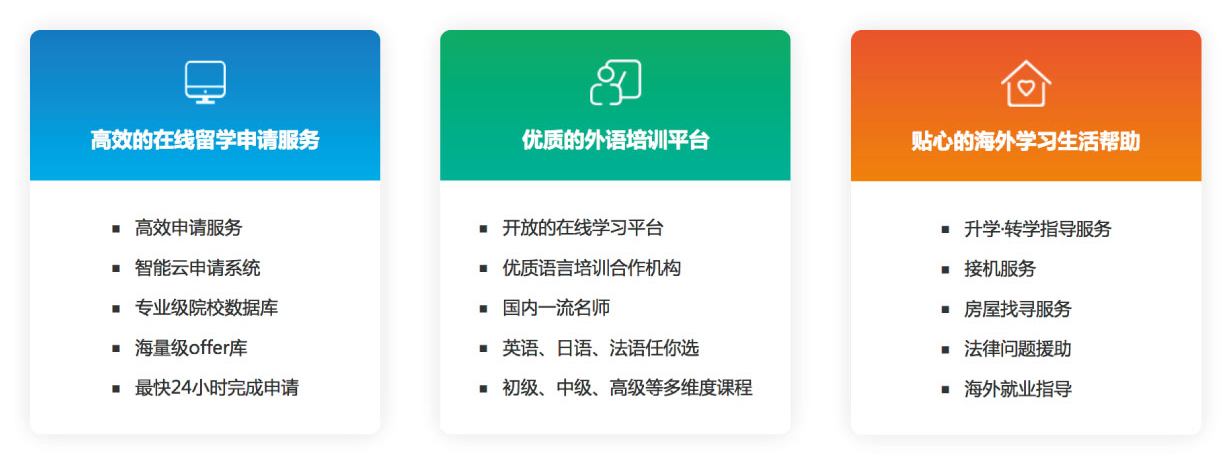 高效的在线留学申请服务
高效申请服务
智能云申请系统
专业级院校数据库
海量级offer库
最快24小时完成申请
优质的外语培训平台
开放的在线学习平台
优质语言培训合作机构
国内一流名师
英语、日语、法语任你选
初级、中级、高级等多维度课程
贴心的海外学习生活帮助
升学·转学指导服务
接机服务
房屋找寻服务
法律问题援助
海外就业指导